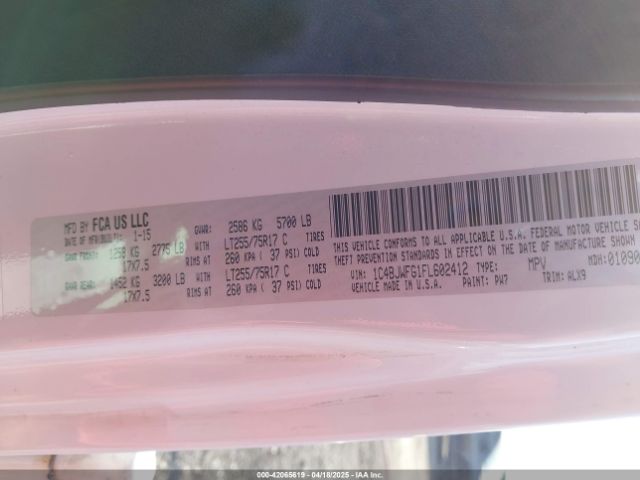 MFD BY FCA US LLC
DATE OF MFR 1-15
GVWR: 2586 KG 5700 LB
GAWR FRONT: 1259 KG 2775 LB WITH LT255/75R17 C TIRES
17X7.5 RIMS AT 260 KPA ( 37 PSI) COLD
GAWR REAR: 1452 KG 3200 LB WITH LT255/75R17 C TIRES
17X7.5 RIMS AT 260 KPA ( 37 PSI) COLD
THIS VEHICLE CONFORMS TO ALL APPLICABLE U.S.A. FEDERAL MOTOR VEHICLE SA
THEFT PREVENTION STANDARDS IN EFFECT ON THE DATE OF MANUFACTURE SHOWN
VIN: 1C4BJWFG1FL602412 TYPE: MPV MDH: 01090
VEHICLE MADE IN U.S.A. PAINT: PW7 TRIM: ALX9
000-42065619 - 04/18/2025 - IAA Inc.